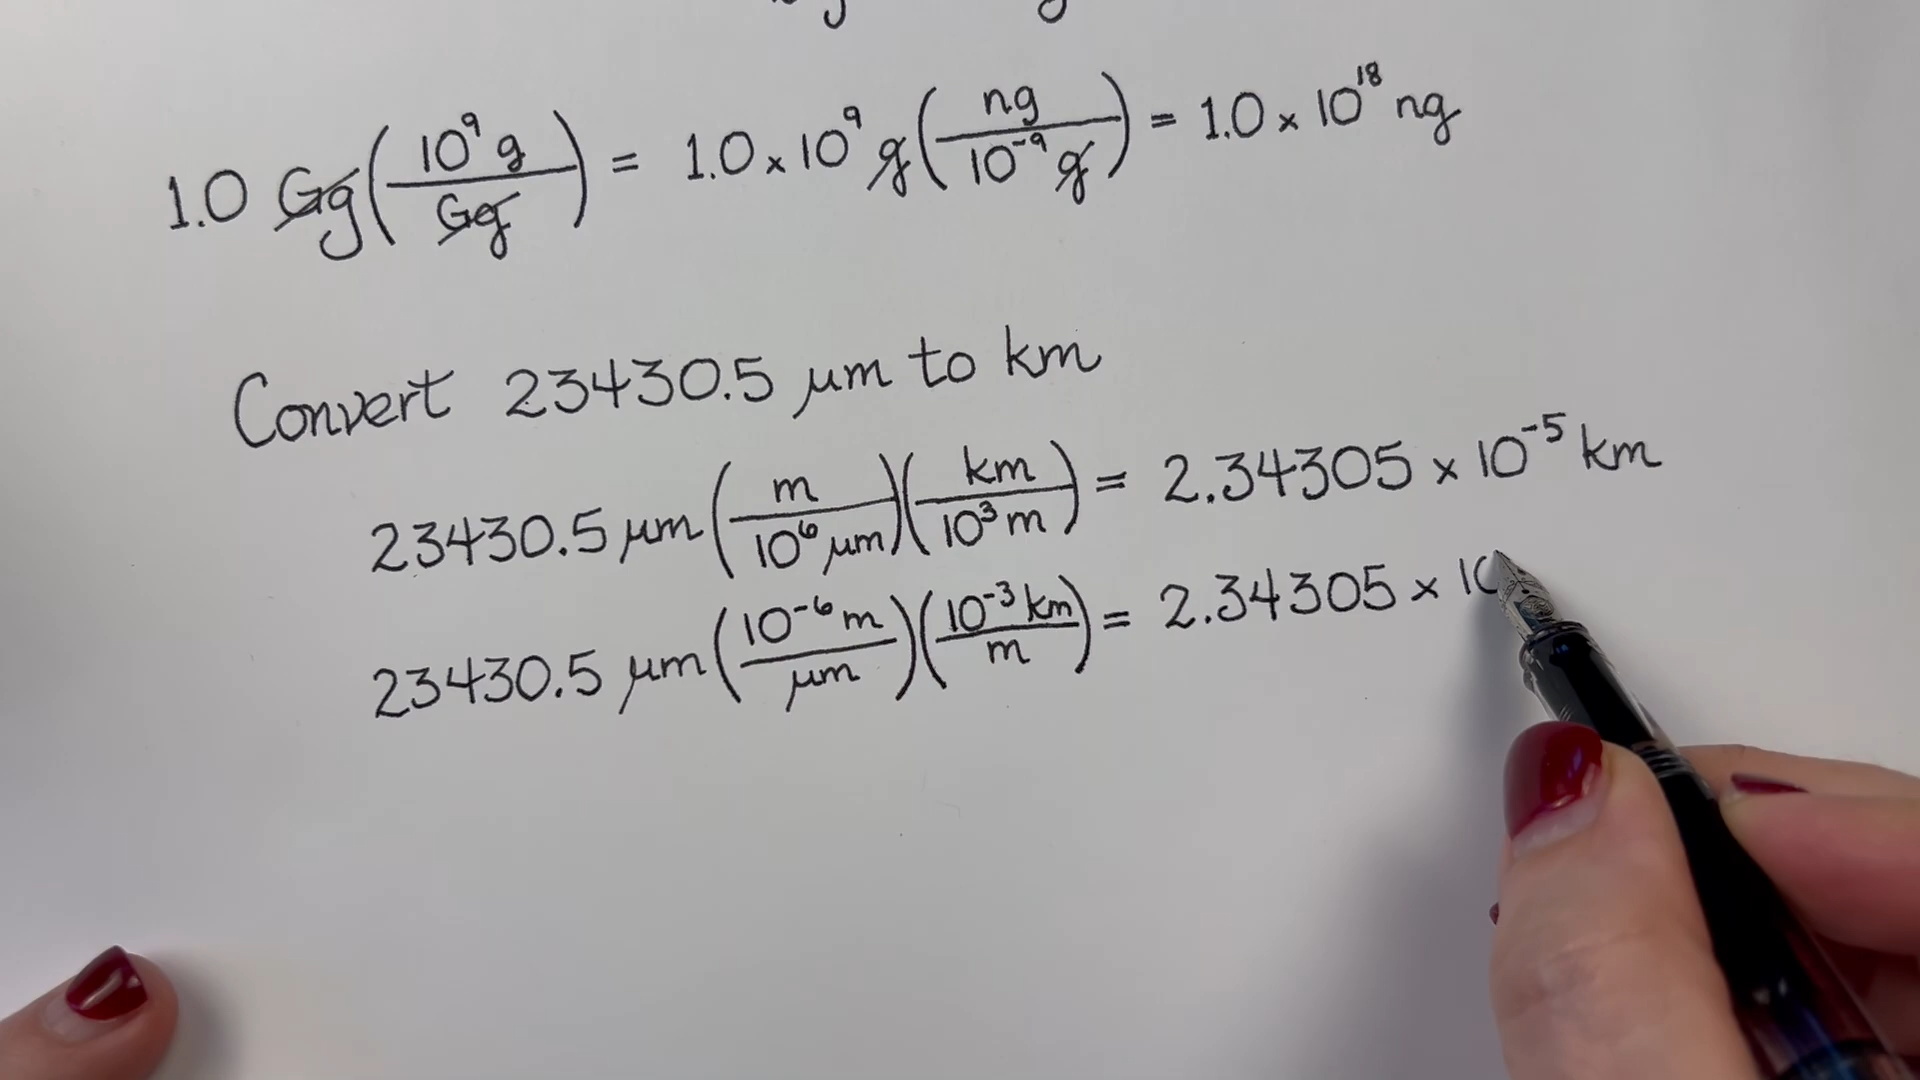 1.0 Gg(10⁹ g/Gg) = 1.0 × 10⁹ g(ng/10⁻⁹ g) = 1.0 × 10¹⁸ ng
Convert 23430.5 μm to km
23430.5 μm(m/10⁶ μm)(km/10³ m) = 2.34305 × 10⁻⁵ km
23430.5 μm(10⁻⁶ m/μm)(10⁻³ km/m) = 2.34305 × 10